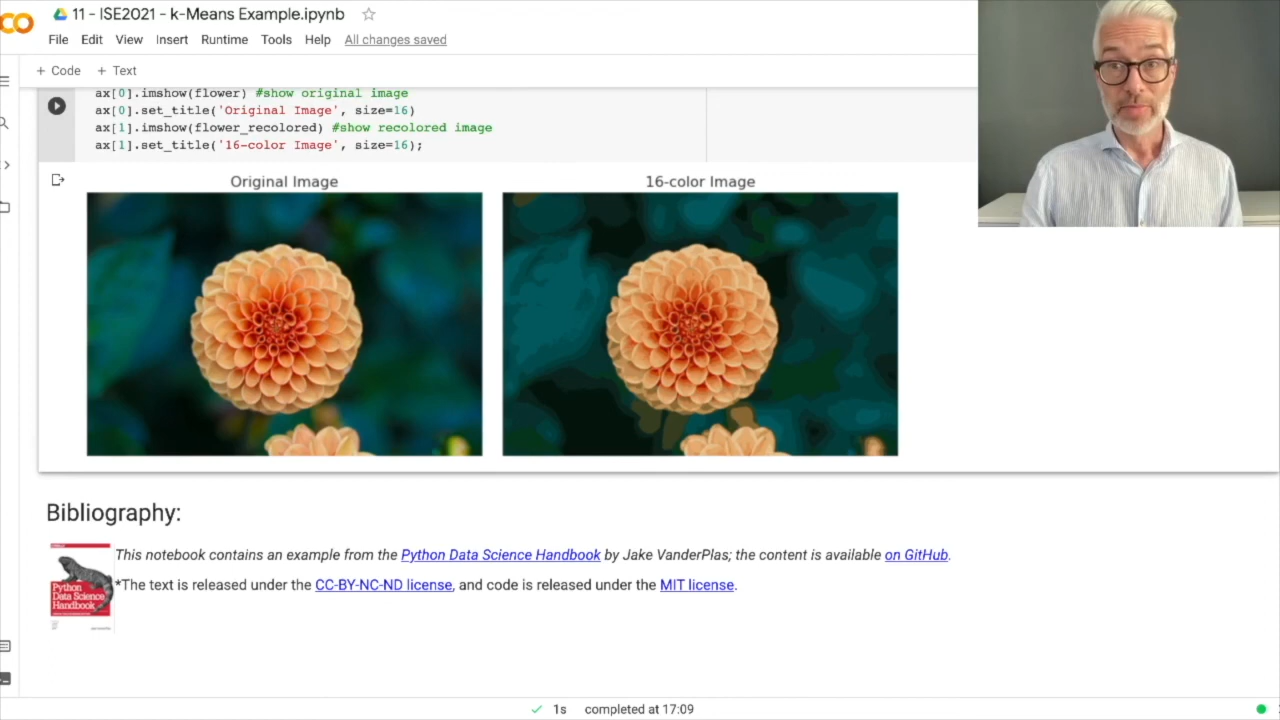 11 - ISE2021 - k-Means Example.ipynb
File Edit View Insert Runtime Tools Help All changes saved
+ Code + Text
ax[0].imshow(flower) #show original image
ax[0].set_title('Original Image', size=16)
ax[1].imshow(flower_recolored) #show recolored image
ax[1].set_title('16-color Image', size=16);
Original Image 16-color Image
Bibliography:
This notebook contains an example from the Python Data Science Handbook by Jake VanderPlas; the content is available on GitHub.
Python
Data Science
Handbook
*The text is released under the CC-BY-NC-ND license, and code is released under the MIT license.
1s completed at 17:09